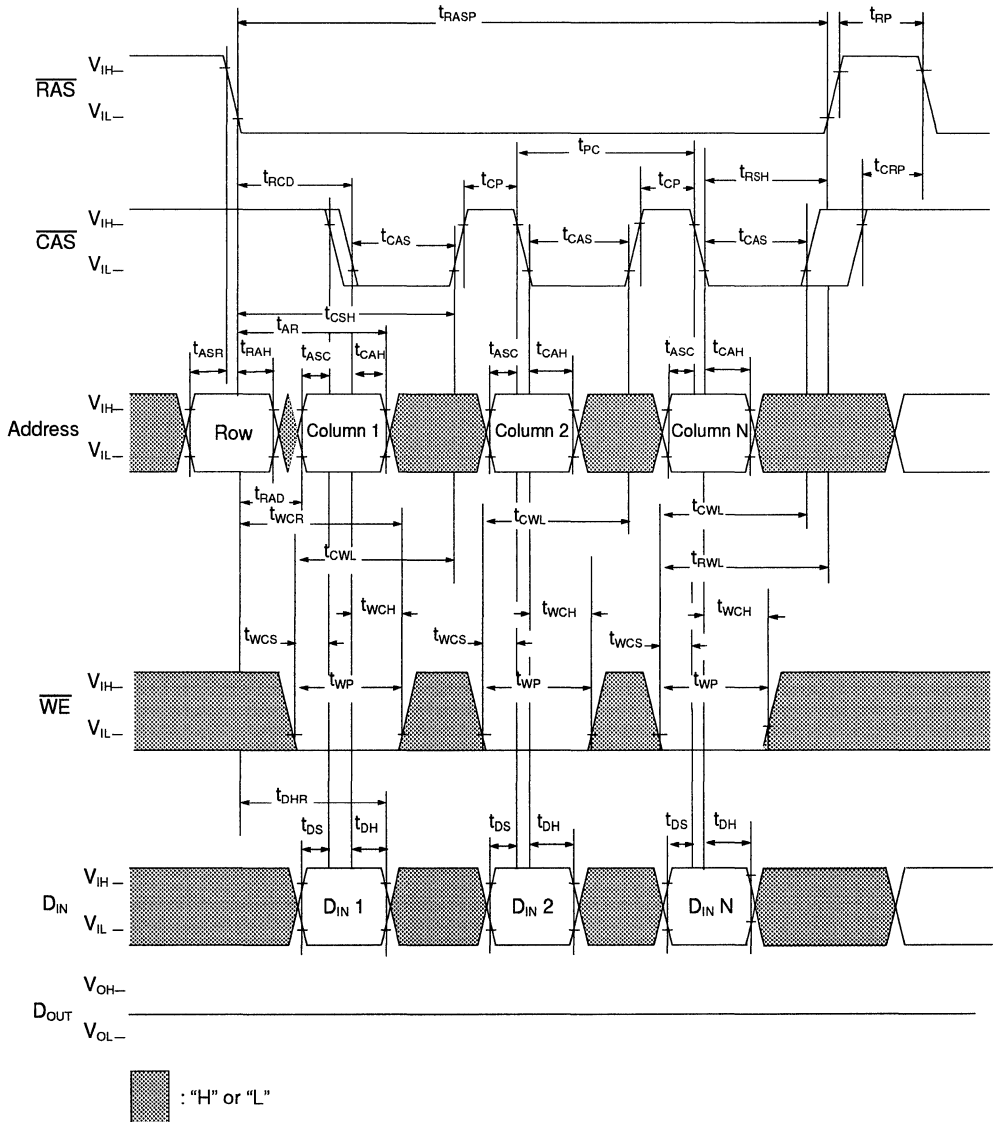 tRASP
tRP
RAS
VIH
VIL
tPC
tRCD
tCP
tCP
tRSH
tCRP
CAS
VIH
VIL
tCAS
tCAS
tCAS
tCSH
tAR
tASR
tRAH
tASC
tCAH
tASC
tCAH
tASC
tCAH
Address
VIH
VIL
Row
Column 1
Column 2
Column N
tRAD
tWCR
tCWL
tCWL
tCWL
tRWL
tWCH
tWCH
tWCH
tWCS
tWCS
tWCS
WE
VIH
VIL
tWP
tWP
tWP
tDHR
tDS
tDH
tDS
tDH
tDS
tDH
DIN
VIH
VIL
DIN 1
DIN 2
DIN N
DOUT
VOH
VOL
: “H” or “L”